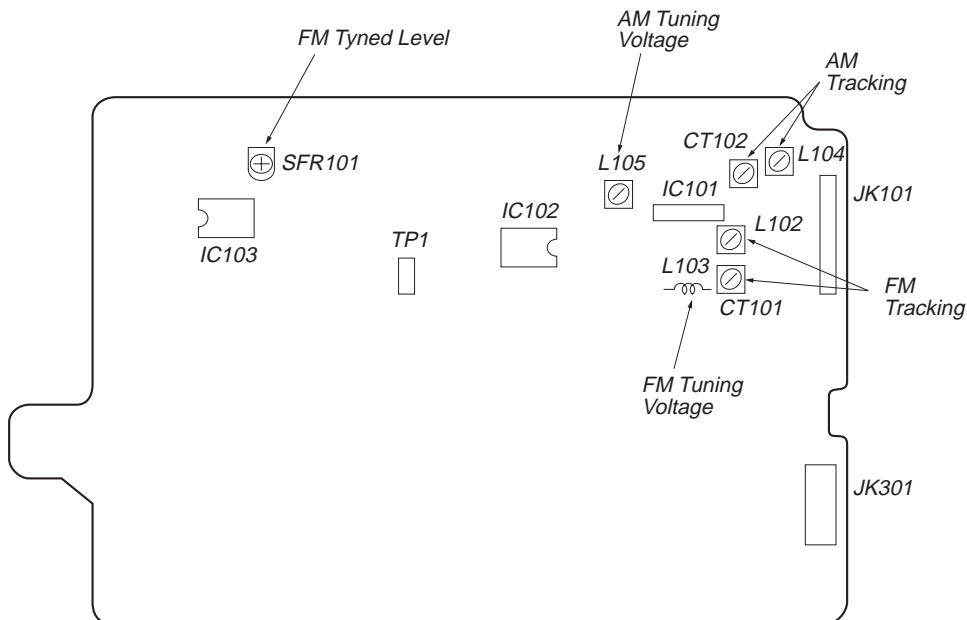 FM Tyned Level
AM Tuning
Voltage
AM
Tracking
CT102
L104
SFR101
L105
IC101
JK101
IC102
L102
IC103
TP1
L103
FM
Tracking
CT101
FM Tuning
Voltage
JK301